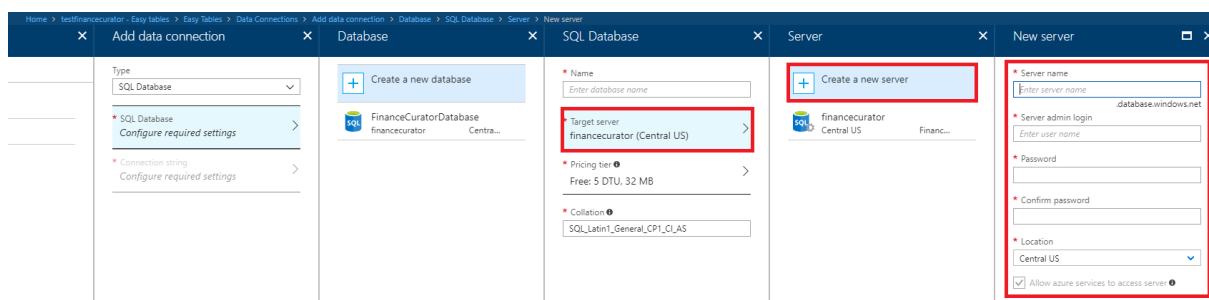 Home > testfinancecurator - Easy tables > Easy Tables > Data Connections > Add data connection > Database > SQL Database > Server > New server
Add data connection
Type
SQL Database
* SQL Database
Configure required settings
* Connection string
Configure required settings
Database
Create a new database
FinanceCuratorDatabase
financecurator Centra...
SQL Database
* Name
Enter database name
* Target server
financecurator (Central US)
* Pricing tier
Free: 5 DTU, 32 MB
* Collation
SQL_Latin1_General_CP1_CI_AS
Server
Create a new server
financecurator
Central US Financ...
New server
* Server name
Enter server name
.database.windows.net
* Server admin login
Enter user name
* Password
* Confirm password
* Location
Central US
Allow azure services to access server